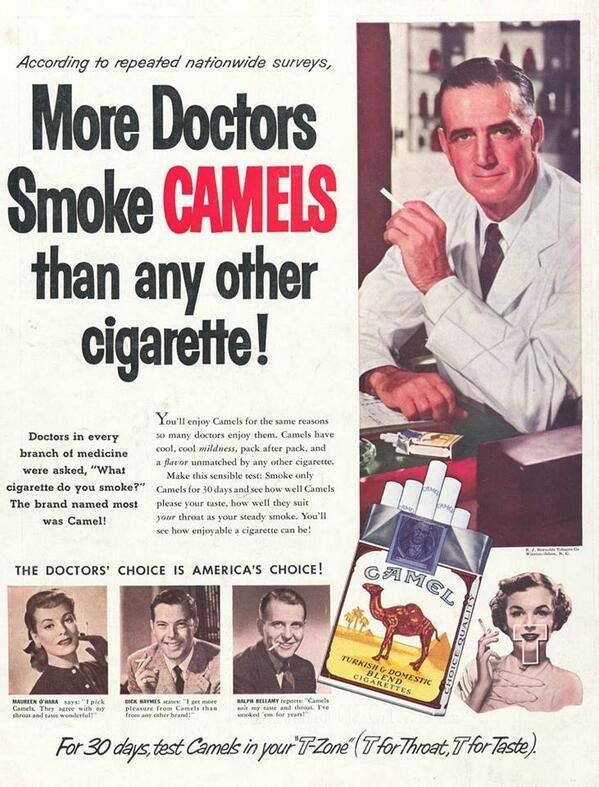 According to repeated nationwide surveys,
More Doctors
Smoke CAMELS
than any other
cigarette!
Doctors in every
branch of medicine
were asked, "What
cigarette do you smoke?"
The brand named most
was Camel!
You'll enjoy Camels for the same reasons
so many doctors enjoy them. Camels have
cool, cool mildness, pack after pack, and
a flavor unmatched by any other cigarette.
Make this sensible test: Smoke only
Camels for 30 days and see how well Camels
please your taste, how well they suit
your throat as your steady smoke. You'll
see how enjoyable a cigarette can be!
R. J. Reynolds Tobacco Co.
Winston-Salem, N. C.
THE DOCTORS' CHOICE IS AMERICA'S CHOICE!
MAUREEN O'HARA says: "I pick
Camels. They agree with my
throat and taste wonderful!"
DICK HAYMES states: "I get more
pleasure from Camels than
from any other brand!"
RALPH BELLAMY reports: "Camels
suit my taste and throat. I've
smoked 'em for years!"
CAMEL
CAMEL
TURKISH & DOMESTIC
BLEND
CIGARETTES
CHOICE QUALITY
T
For 30 days, test Camels in your "T-Zone" (T for Throat, T for Taste).